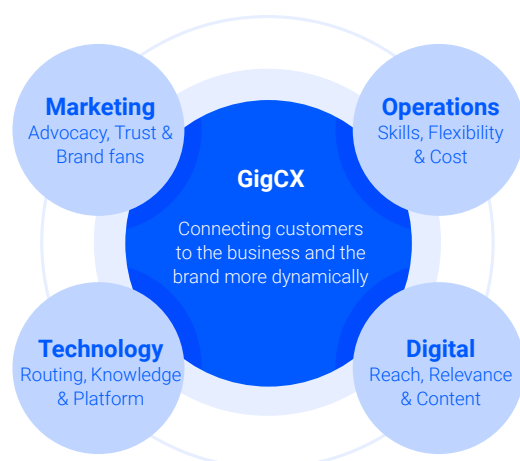 Marketing
Advocacy, Trust &
Brand fans
Operations
Skills, Flexibility
& Cost
GigCX
Connecting customers
to the business and the
brand more dynamically
Technology
Routing, Knowledge
& Platform
Digital
Reach, Relevance
& Content